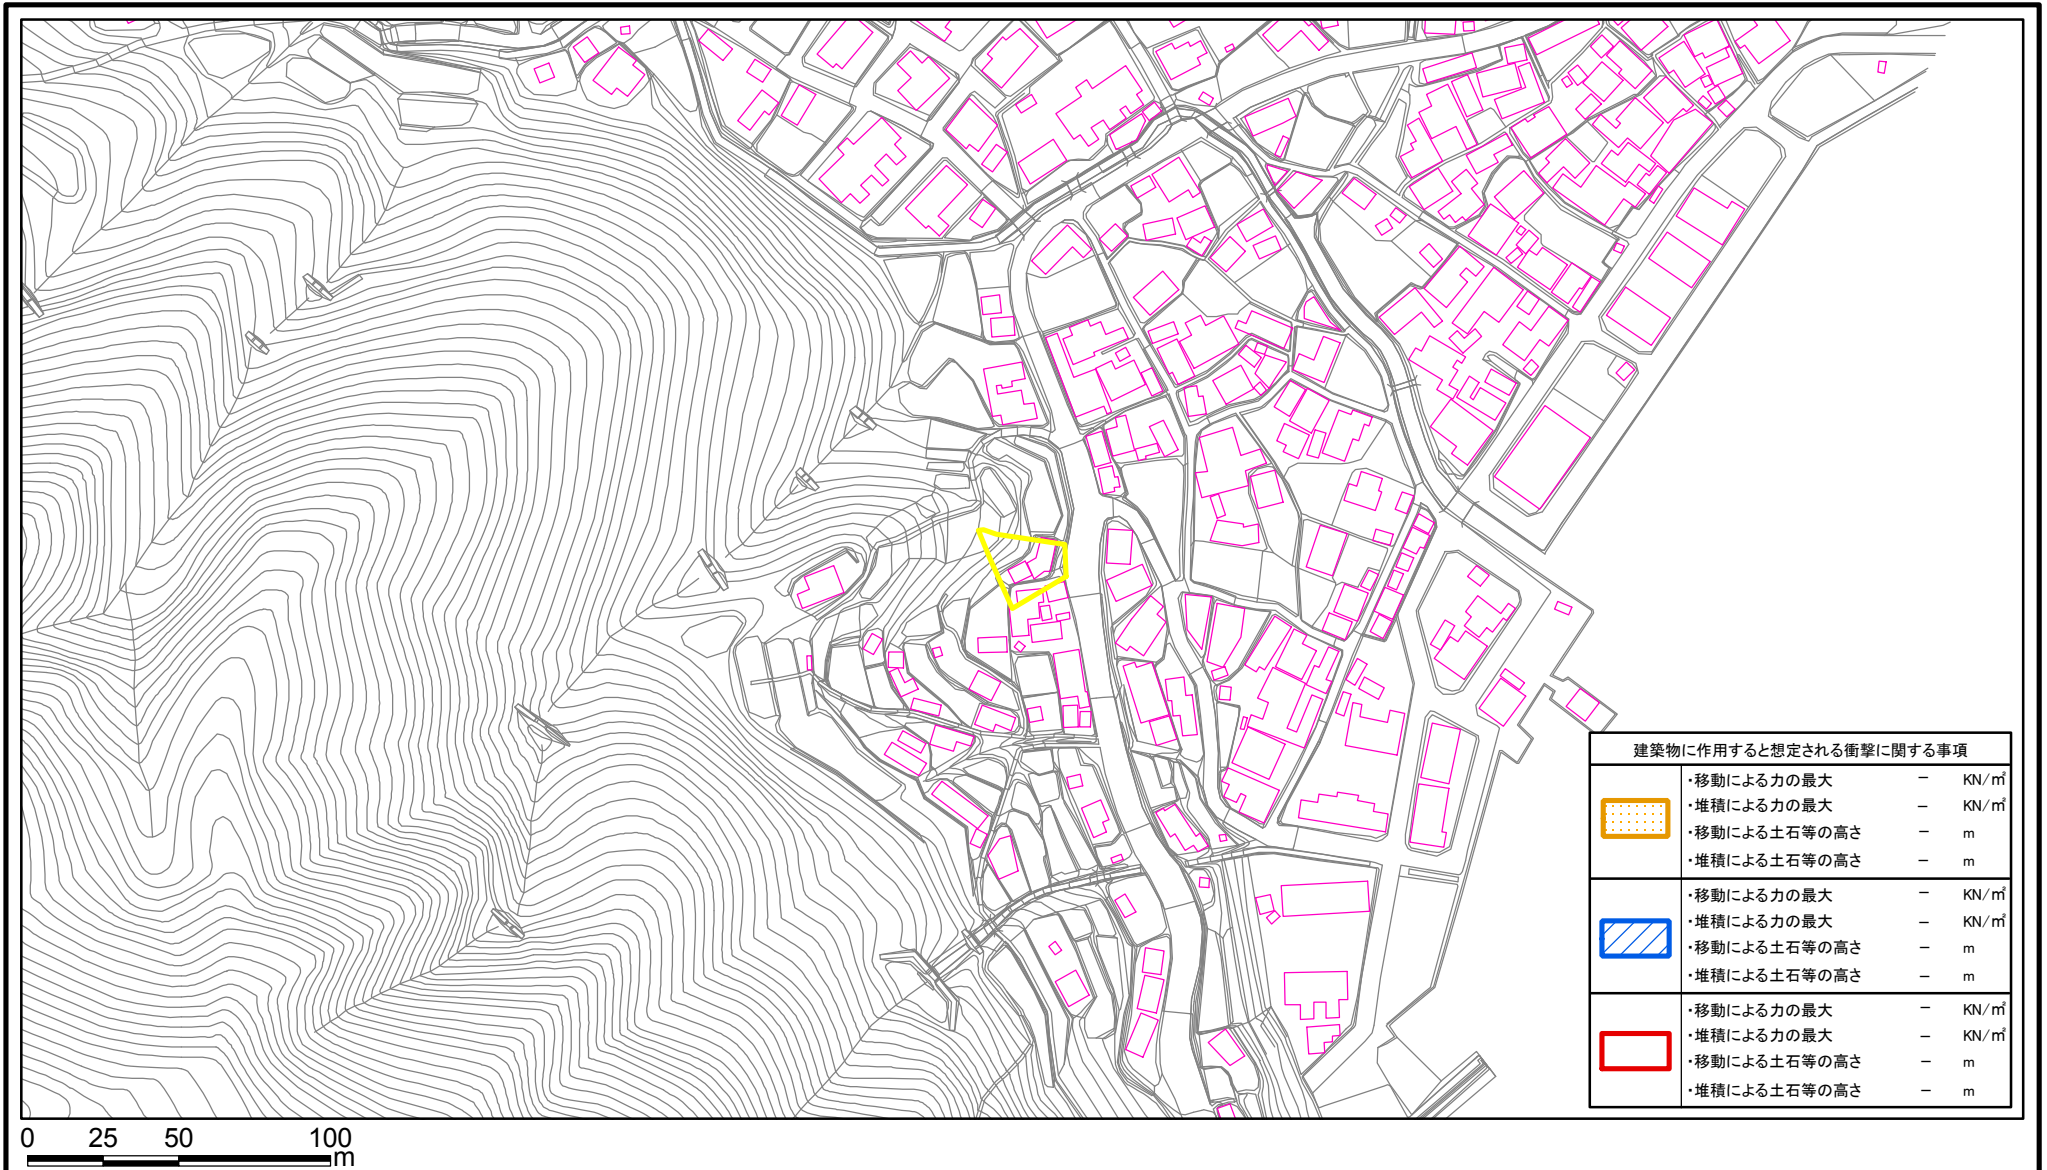 建築物に作用すると想定される衝撃に関する事項
・移動による力の最大 － KN/㎡
・堆積による力の最大 － KN/㎡
・移動による土石等の高さ － m
・堆積による土石等の高さ － m
・移動による力の最大 － KN/㎡
・堆積による力の最大 － KN/㎡
・移動による土石等の高さ － m
・堆積による土石等の高さ － m
・移動による力の最大 － KN/㎡
・堆積による力の最大 － KN/㎡
・移動による土石等の高さ － m
・堆積による土石等の高さ － m
0 25 50 100
m